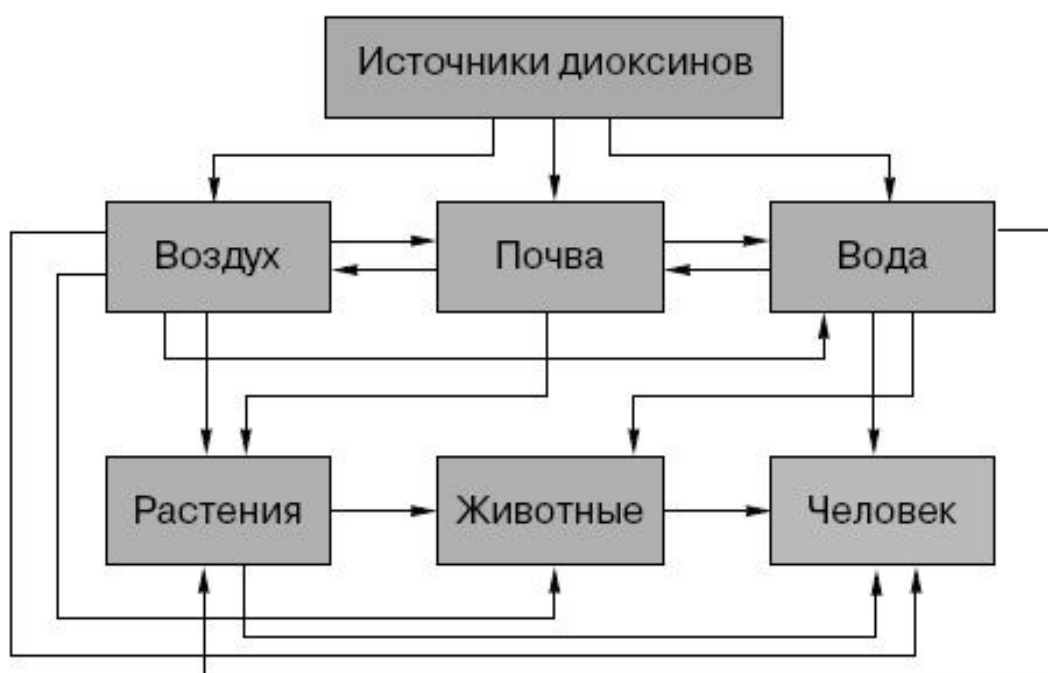 Источники диоксинов
Воздух
Почва
Вода
Растения
Животные
Человек